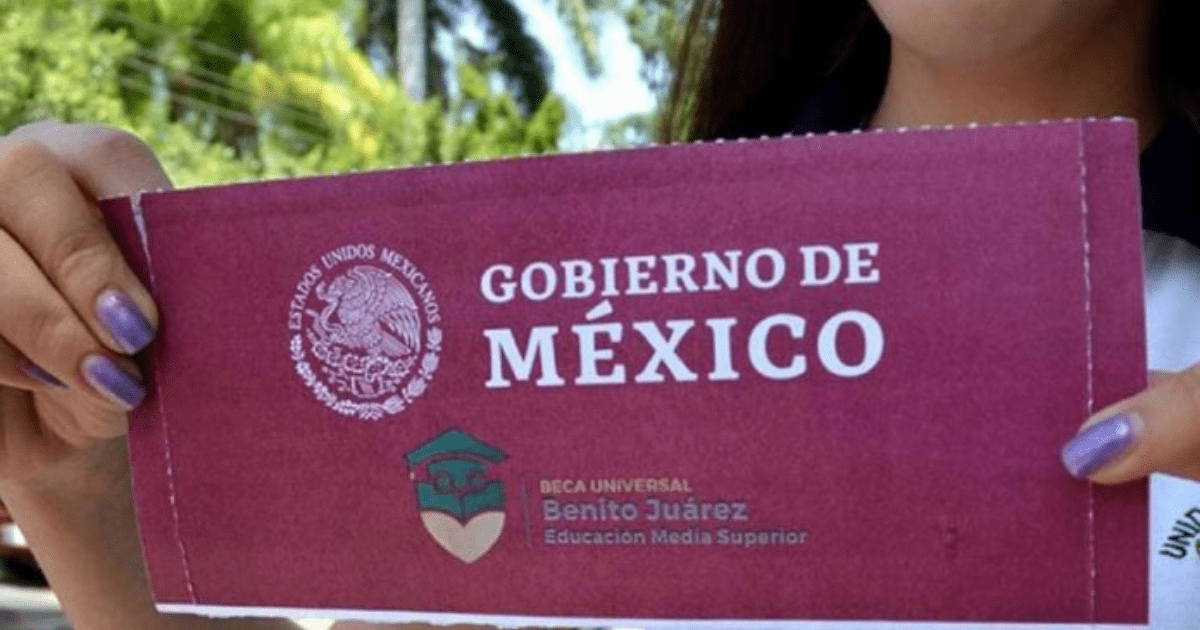 ESTADOS UNIDOS MEXICANOS
GOBIERNO DE
MÉXICO
BECA UNIVERSAL
Benito Juárez
Educación Media Superior